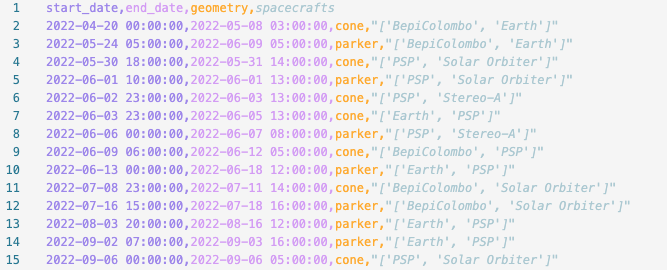 1 start_date,end_date,geometry,spacecrafts
2 2022-04-20 00:00:00,2022-05-08 03:00:00,cone,"['BepiColombo', 'Earth']"
3 2022-05-24 05:00:00,2022-06-09 05:00:00,parker,"['BepiColombo', 'Earth']"
4 2022-05-30 18:00:00,2022-05-31 14:00:00,cone,"['PSP', 'Solar Orbiter']"
5 2022-06-01 10:00:00,2022-06-01 13:00:00,parker,"['PSP', 'Solar Orbiter']"
6 2022-06-02 23:00:00,2022-06-03 13:00:00,cone,"['PSP', 'Stereo-A']"
7 2022-06-03 23:00:00,2022-06-05 13:00:00,cone,"['Earth', 'PSP']"
8 2022-06-06 00:00:00,2022-06-07 08:00:00,parker,"['PSP', 'Stereo-A']"
9 2022-06-09 06:00:00,2022-06-12 05:00:00,cone,"['BepiColombo', 'PSP']"
10 2022-06-13 00:00:00,2022-06-18 12:00:00,parker,"['Earth', 'PSP']"
11 2022-07-08 23:00:00,2022-07-11 14:00:00,cone,"['BepiColombo', 'Solar Orbiter']"
12 2022-07-16 15:00:00,2022-07-18 16:00:00,parker,"['BepiColombo', 'Solar Orbiter']"
13 2022-08-03 20:00:00,2022-08-16 12:00:00,parker,"['Earth', 'PSP']"
14 2022-09-02 07:00:00,2022-09-03 16:00:00,parker,"['Earth', 'PSP']"
15 2022-09-06 00:00:00,2022-09-06 05:00:00,cone,"['PSP', 'Solar Orbiter']"